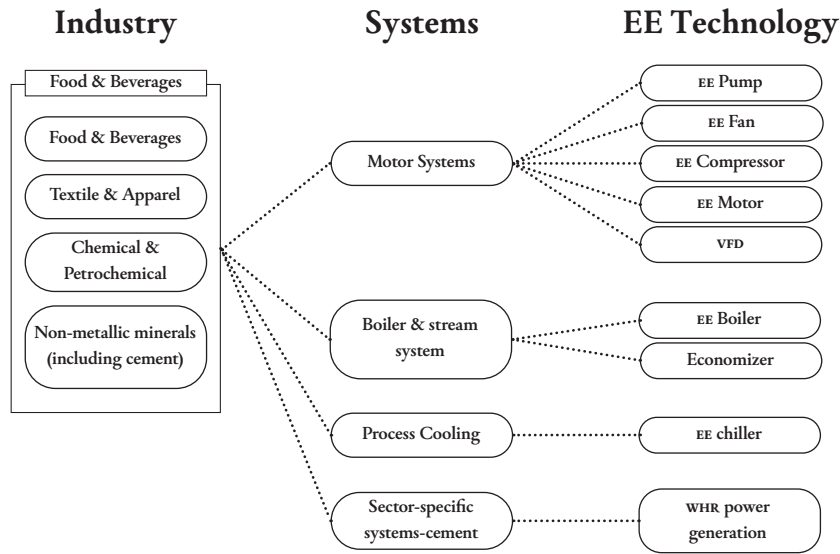 Industry
Systems
EE Technology
Food & Beverages
Food & Beverages
Textile & Apparel
Chemical &
Petrochemical
Non-metallic minerals
(including cement)
Motor Systems
Boiler & stream
system
Process Cooling
Sector-specific
systems-cement
EE Pump
EE Fan
EE Compressor
EE Motor
VFD
EE Boiler
Economizer
EE chiller
WHR power
generation